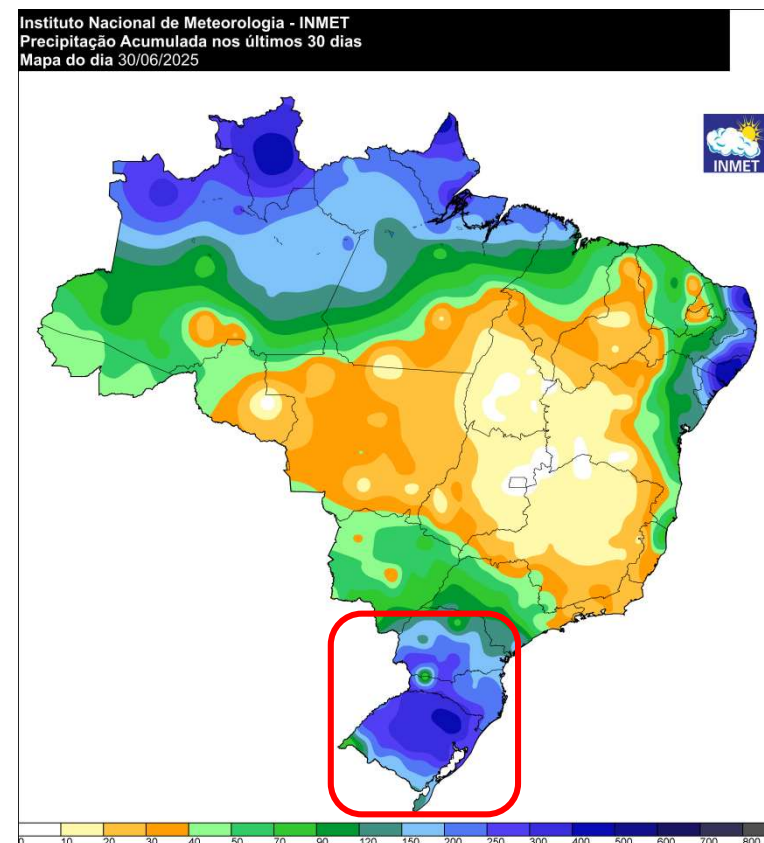 Instituto Nacional de Meteorologia - INMET
Precipitação Acumulada nos últimos 30 dias
Mapa do dia 30/06/2025
INMET
0 10 20 30 40 50 70 90 120 150 200 250 300 400 500 600 700 800